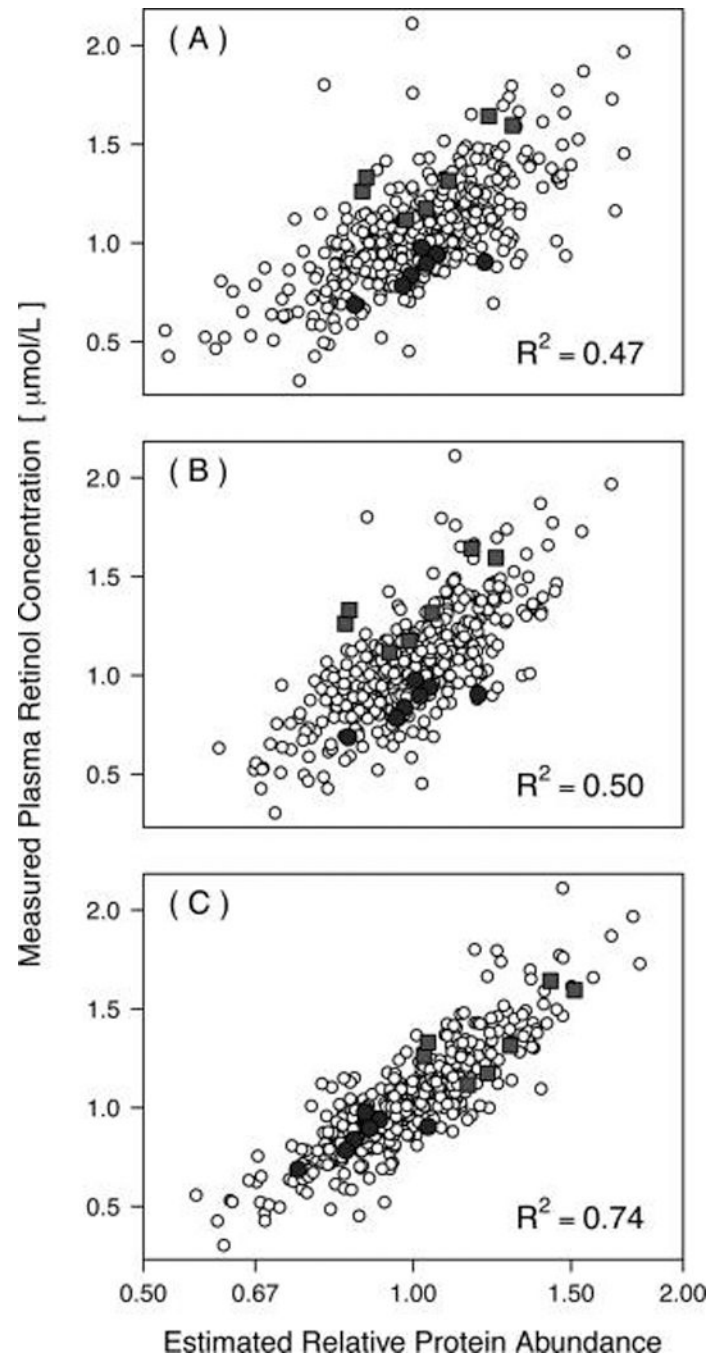 ( A )
2.0
1.5
1.0
0.5
R² = 0.47
( B )
2.0
1.5
1.0
0.5
R² = 0.50
( C )
2.0
1.5
1.0
0.5
R² = 0.74
0.50 0.67 1.00 1.50 2.00
Estimated Relative Protein Abundance
Measured Plasma Retinol Concentration [ μmol/L ]